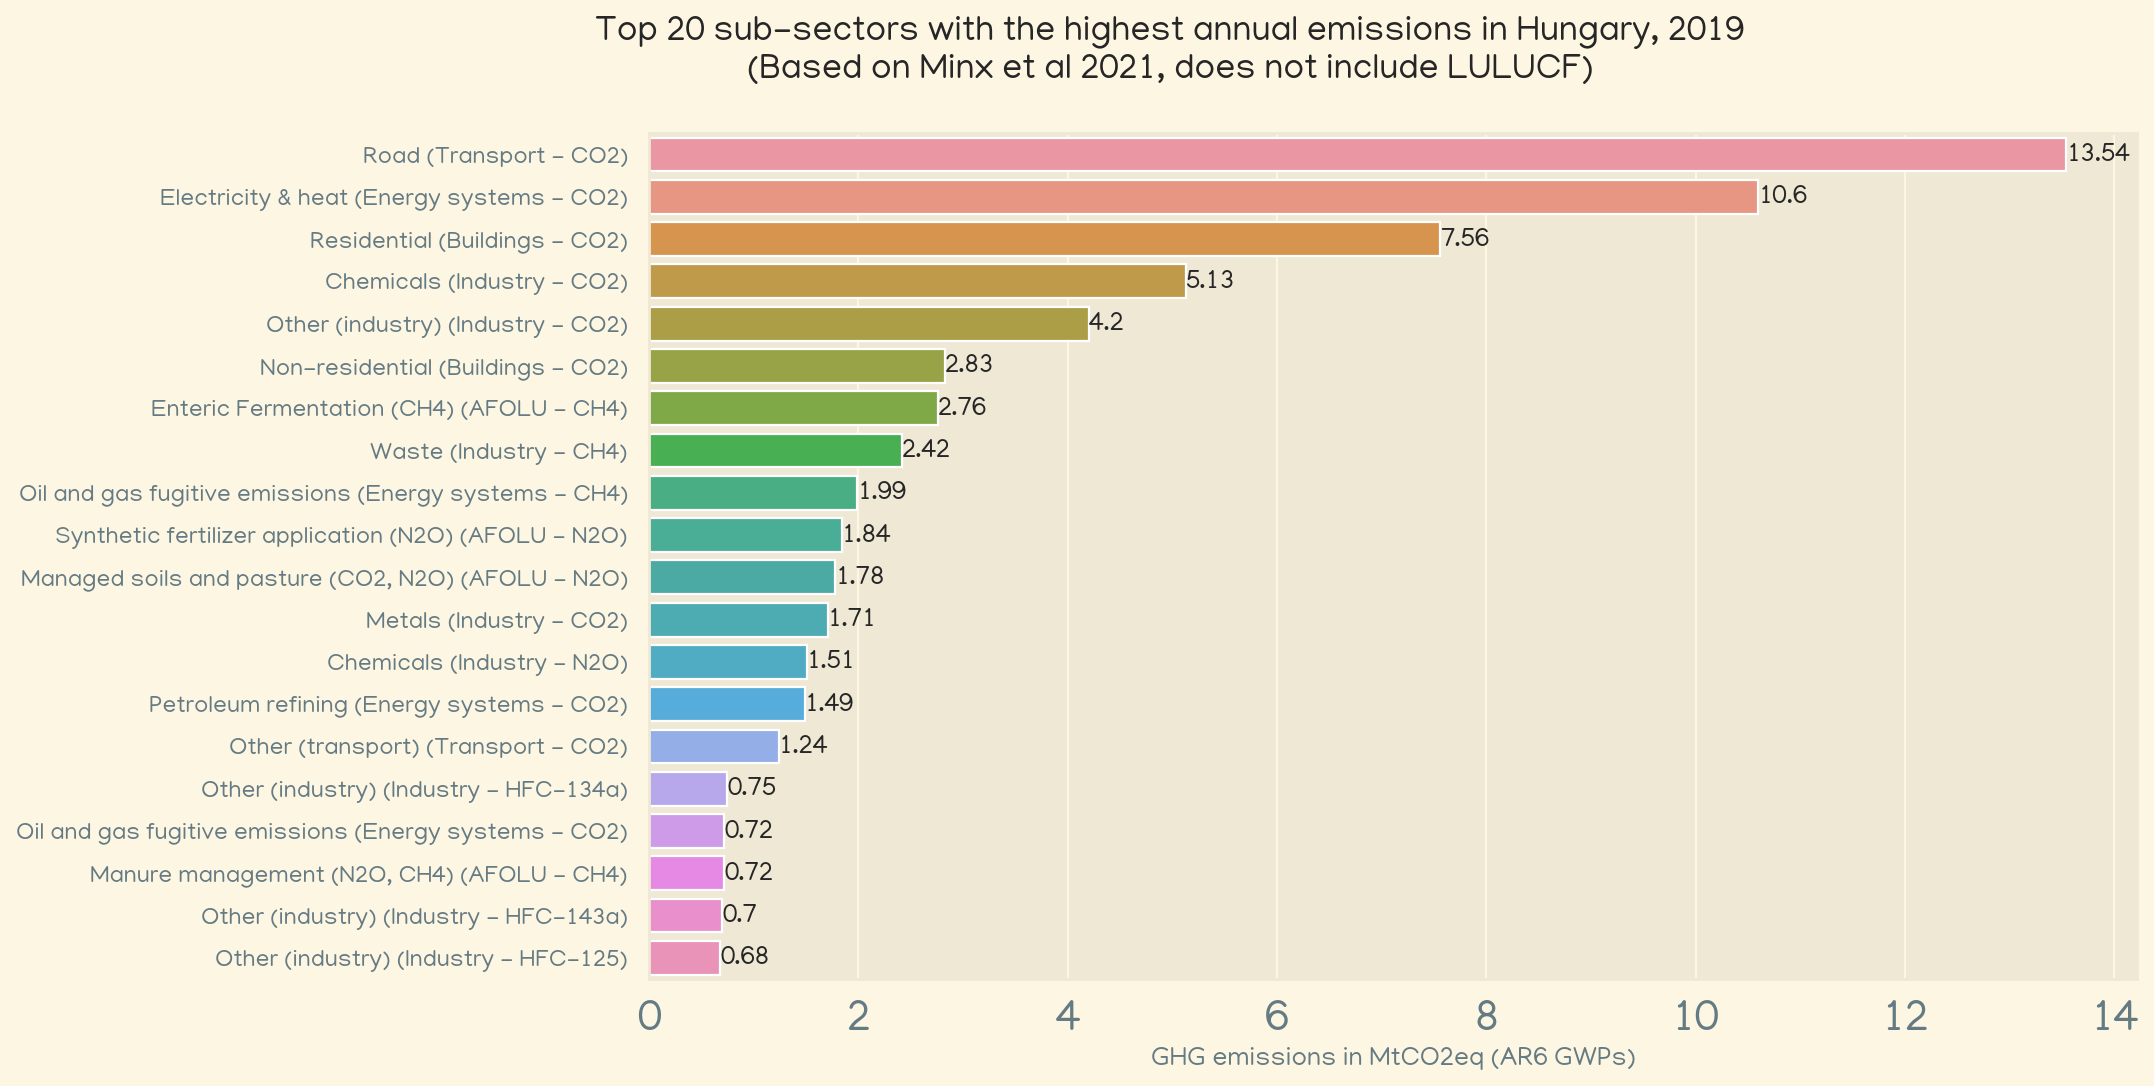 Top 20 sub-sectors with the highest annual emissions in Hungary, 2019
(Based on Minx et al 2021, does not include LULUCF)
Road (Transport - CO2) 13.54
Electricity & heat (Energy systems - CO2) 10.6
Residential (Buildings - CO2) 7.56
Chemicals (Industry - CO2) 5.13
Other (industry) (Industry - CO2) 4.2
Non-residential (Buildings - CO2) 2.83
Enteric Fermentation (CH4) (AFOLU - CH4) 2.76
Waste (Industry - CH4) 2.42
Oil and gas fugitive emissions (Energy systems - CH4) 1.99
Synthetic fertilizer application (N2O) (AFOLU - N2O) 1.84
Managed soils and pasture (CO2, N2O) (AFOLU - N2O) 1.78
Metals (Industry - CO2) 1.71
Chemicals (Industry - N2O) 1.51
Petroleum refining (Energy systems - CO2) 1.49
Other (transport) (Transport - CO2) 1.24
Other (industry) (Industry - HFC-134a) 0.75
Oil and gas fugitive emissions (Energy systems - CO2) 0.72
Manure management (N2O, CH4) (AFOLU - CH4) 0.72
Other (industry) (Industry - HFC-143a) 0.7
Other (industry) (Industry - HFC-125) 0.68
0 2 4 6 8 10 12 14
GHG emissions in MtCO2eq (AR6 GWPs)